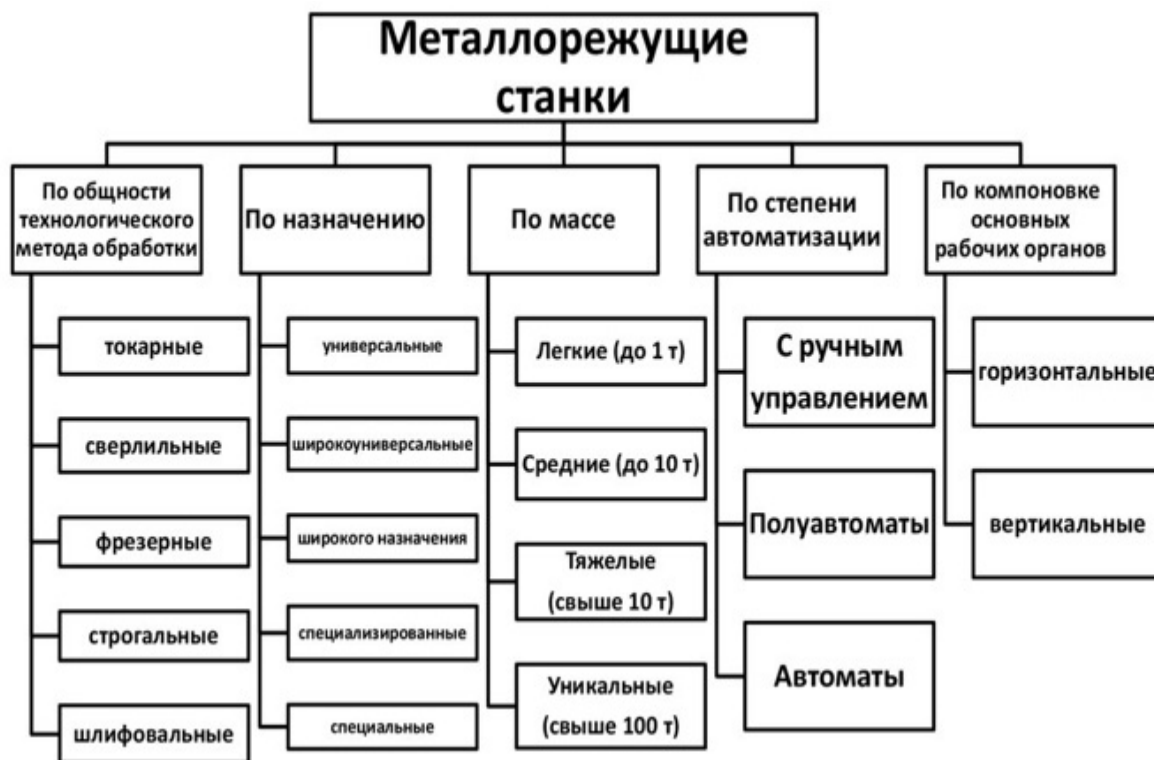 Металлорежущие
станки
По общности
технологического
метода обработки
По назначению
По массе
По степени
автоматизации
По компоновке
основных
рабочих органов
токарные
сверлильные
фрезерные
строгальные
шлифовальные
универсальные
широкоуниверсальные
широкого назначения
специализированные
специальные
Легкие (до 1 т)
Средние (до 10 т)
Тяжелые
(свыше 10 т)
Уникальные
(свыше 100 т)
С ручным
управлением
Полуавтоматы
Автоматы
горизонтальные
вертикальные